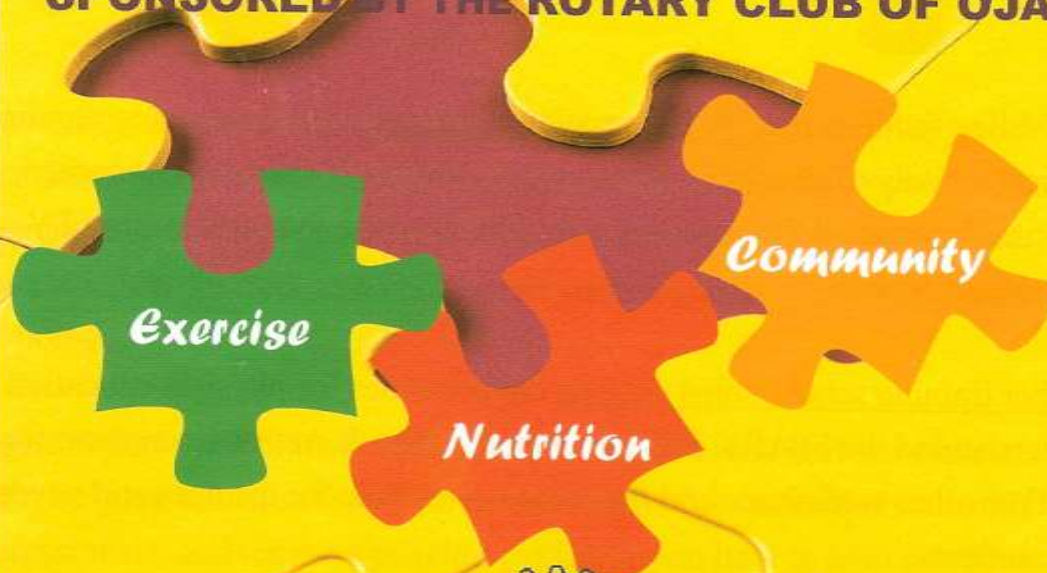 SPONSORED BY THE ROTARY CLUB OF OJA
Community
Exercise
Nutrition